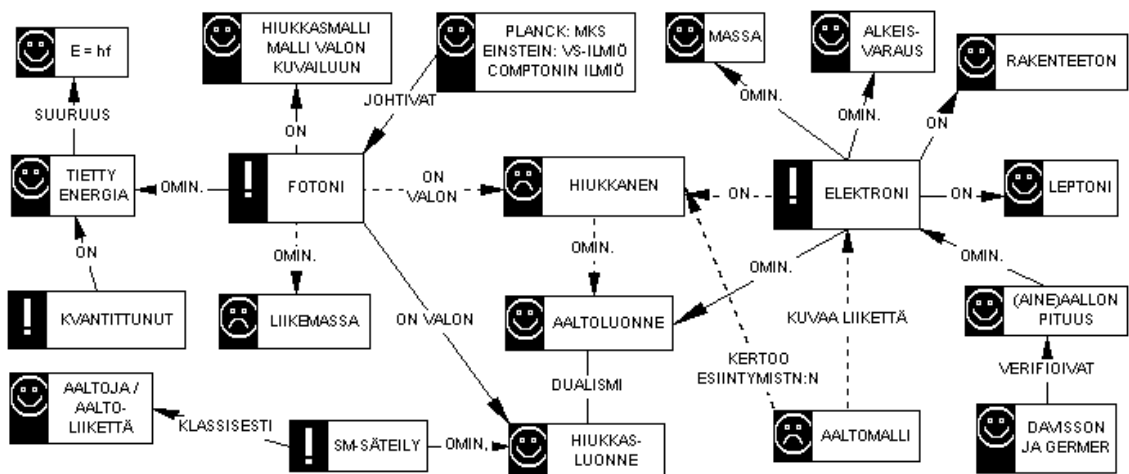 E = hf
HIUKKASMALLI
MALLI VALON
KUVAILUUN
PLANCK: MKS
EINSTEIN: VS-ILMIÖ
COMPTONIN ILMIÖ
MASSA
ALKEIS-
VARAUS
RAKENTEETON
SUURUUS
ON
JOHTIVAT
OMIN.
OMIN.
ON
TIETTY
ENERGIA
OMIN.
!
FOTONI
ON
VALON
HIUKKANEN
ON
!
ELEKTRONI
ON
LEPTONI
ON
OMIN.
OMIN.
OMIN.
OMIN.
!
KVANTITTUNUT
LIIKEMASSA
ON VALON
AALTOLUONNE
KUVAA LIIKETTÄ
(AINE)AALLON
PITUUS
KERTOO
ESIINTYMISTN:N
VERIFIOIVAT
DUALISMI
AALTOJA /
AALTO-
LIIKETTÄ
KLASSISESTI
!
SM-SÄTEILY
OMIN.
HIUKKAS-
LUONNE
AALTOMALLI
DAVISSON
JA GERMER